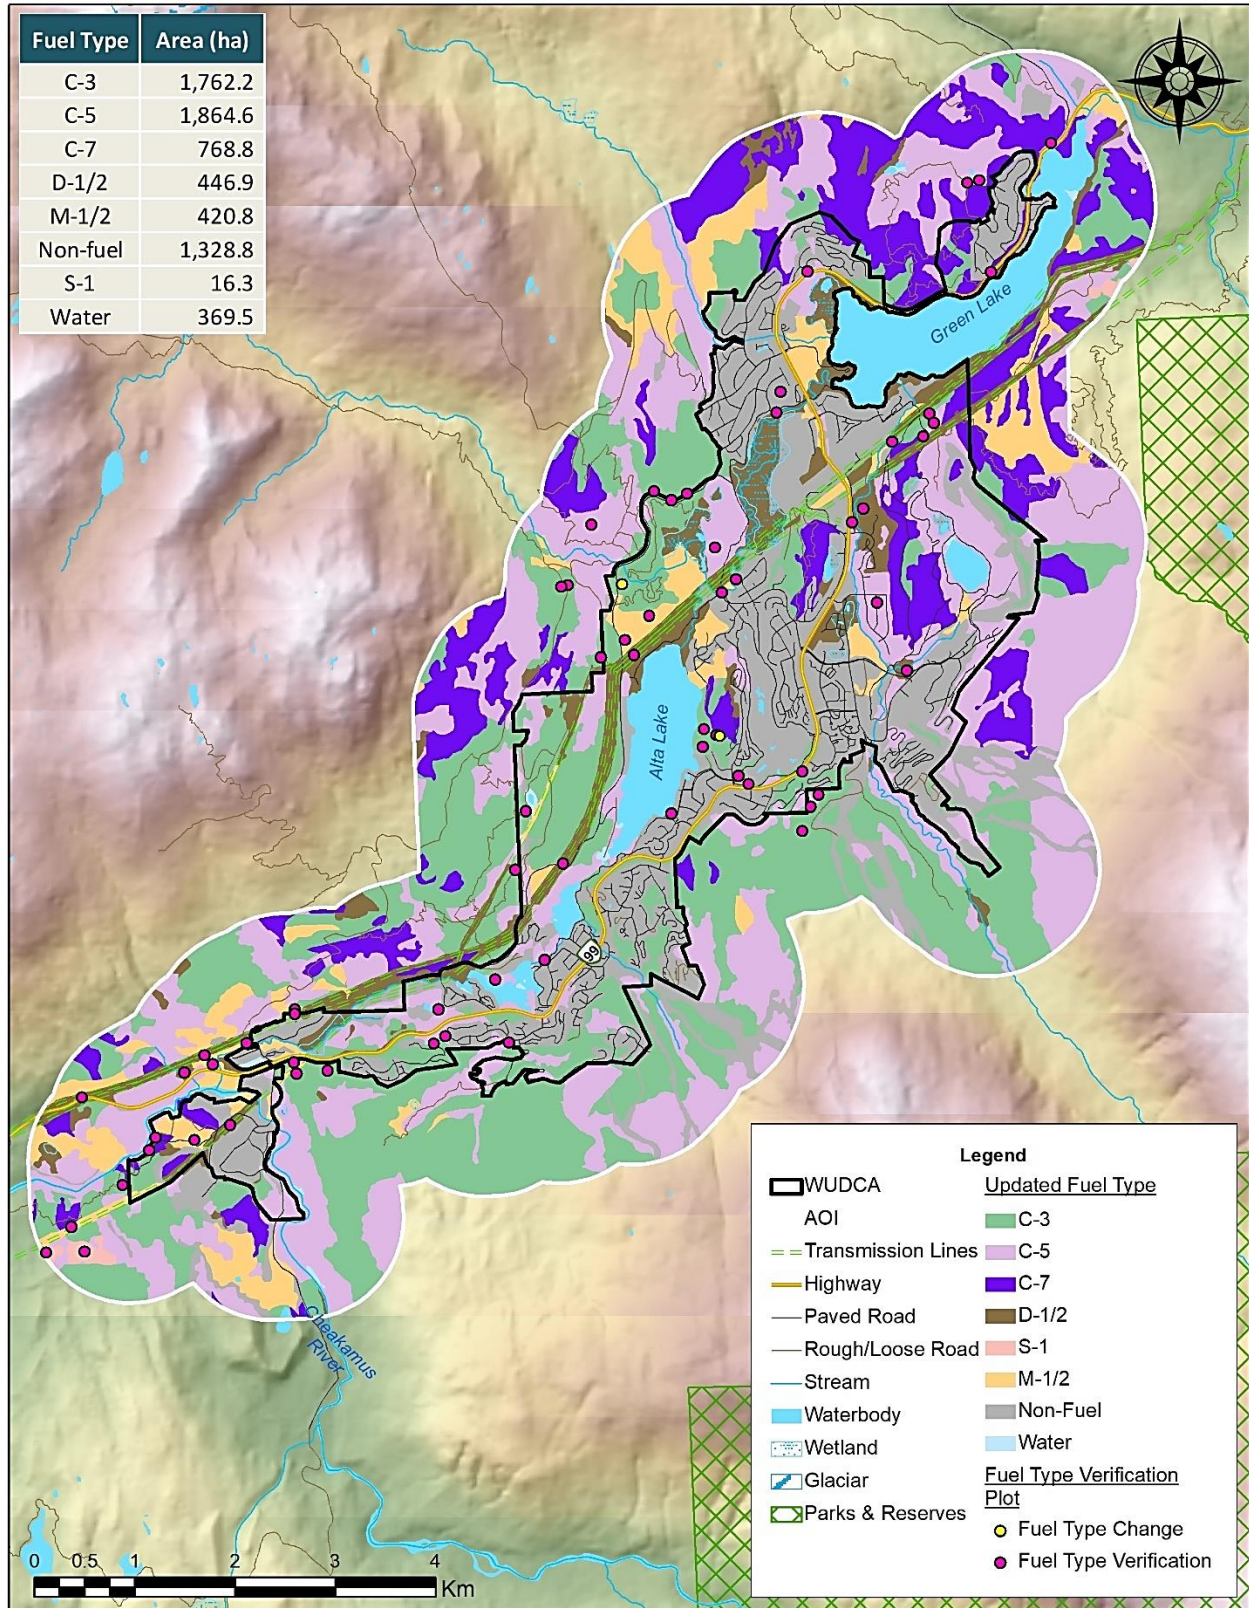 Fuel Type Area (ha)
C-3 1,762.2
C-5 1,864.6
C-7 768.8
D-1/2 446.9
M-1/2 420.8
Non-fuel 1,328.8
S-1 16.3
Water 369.5
Green Lake
Alta Lake
99
Cheakamus
River
Legend
WUDCA
AOI
Transmission Lines
Highway
Paved Road
Rough/Loose Road
Stream
Waterbody
Wetland
Glaciar
Parks & Reserves
Updated Fuel Type
C-3
C-5
C-7
D-1/2
S-1
M-1/2
Non-Fuel
Water
Fuel Type Verification
Plot
Fuel Type Change
Fuel Type Verification
0 0.5 1 2 3 4
Km